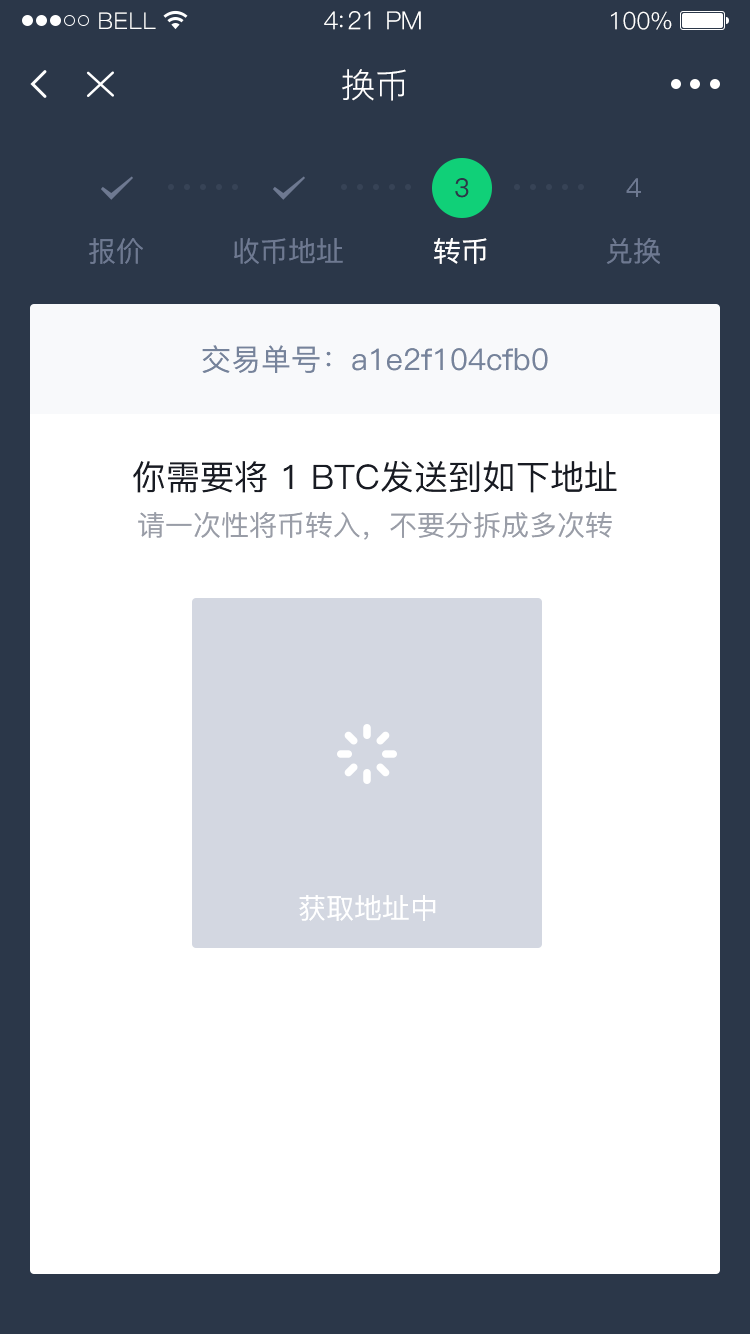 BELL 4:21 PM 100%
换币
3 4
报价 收币地址 转币 兑换
交易单号：a1e2f104cfb0
你需要将 1 BTC发送到如下地址
请一次性将币转入，不要分拆成多次转
获取地址中